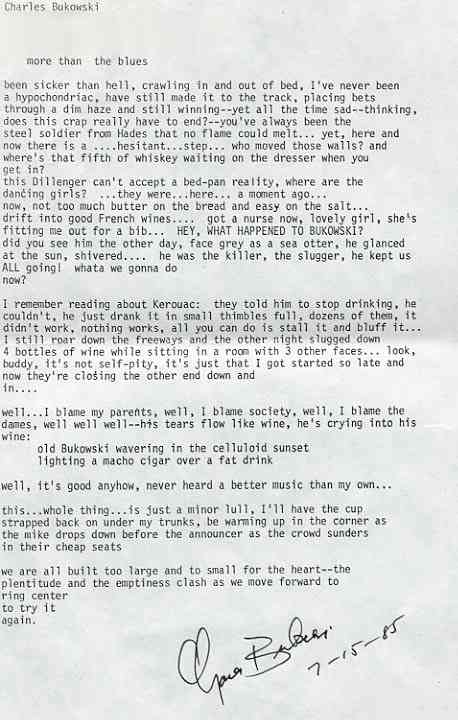 Charles Bukowski
more than the blues
been sicker than hell, crawling in and out of bed, I've never been
a hypochondriac, have still made it to the track, placing bets
through a dim haze and still winning--yet all the time sad--thinking,
does this crap really have to end?--you've always been the
steel soldier from Hades that no flame could melt... yet, here and
now there is a ....hesitant...step... who moved those walls? and
where's that fifth of whiskey waiting on the dresser when you
get in?
this Dillenger can't accept a bed-pan reality, where are the
dancing girls? ...they were...here... a moment ago...
now, not too much butter on the bread and easy on the salt...
drift into good French wines.... got a nurse now, lovely girl, she's
fitting me out for a bib... HEY, WHAT HAPPENED TO BUKOWSKI?
did you see him the other day, face grey as a sea otter, he glanced
at the sun, shivered.... he was the killer, the slugger, he kept us
ALL going! whata we gonna do
now?
I remember reading about Kerouac: they told him to stop drinking, he
couldn't, he just drank it in small thimbles full, dozens of them, it
didn't work, nothing works, all you can do is stall it and bluff it...
I still roar down the freeways and the other night slugged down
4 bottles of wine while sitting in a room with 3 other faces... look,
buddy, it's not self-pity, it's just that I got started so late and
now they're closing the other end down and
in....
well...I blame my parents, well, I blame society, well, I blame the
dames, well well well--his tears flow like wine, he's crying into his
wine:
old Bukowski wavering in the celluloid sunset
lighting a macho cigar over a fat drink
well, it's good anyhow, never heard a better music than my own...
this...whole thing...is just a minor lull, I'll have the cup
strapped back on under my trunks, be warming up in the corner as
the mike drops down before the announcer as the crowd sunders
in their cheap seats
we are all built too large and to small for the heart--the
plentitude and the emptiness clash as we move forward to
ring center
to try it
again.
Charles Bukowski
7-15-85